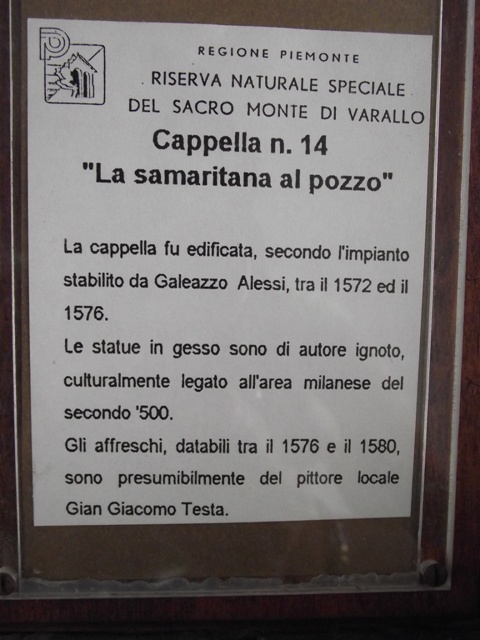 REGIONE PIEMONTE
RISERVA NATURALE SPECIALE
DEL SACRO MONTE DI VARALLO
Cappella n. 14
"La samaritana al pozzo"
La cappella fu edificata, secondo l'impianto
stabilito da Galeazzo Alessi, tra il 1572 ed il
1576.
Le statue in gesso sono di autore ignoto,
culturalmente legato all'area milanese del
secondo '500.
Gli affreschi, databili tra il 1576 e il 1580,
sono presumibilmente del pittore locale
Gian Giacomo Testa.